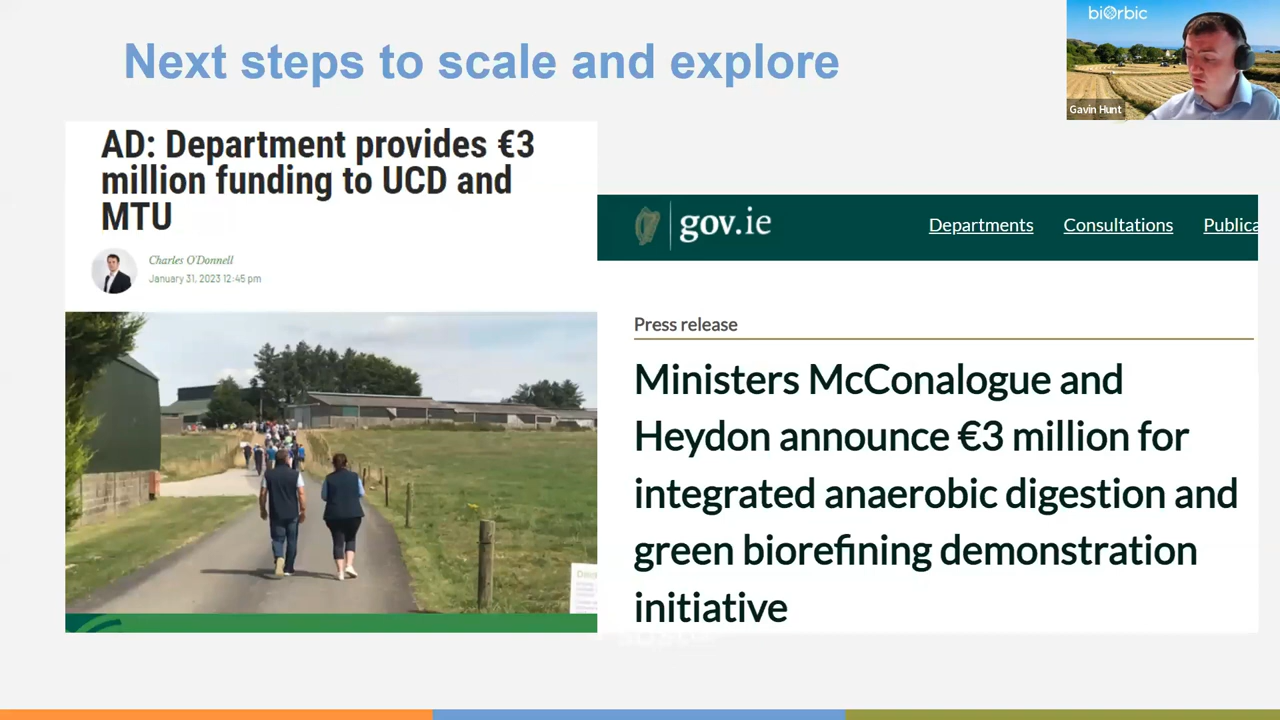 Next steps to scale and explore
biOrbic
Gavin Hunt
AD: Department provides €3
million funding to UCD and
MTU
Charles O'Donnell
January 31, 2023 12:45 pm
gov.ie
Departments
Consultations
Publica
Press release
Ministers McConalogue and
Heydon announce €3 million for
integrated anaerobic digestion and
green biorefining demonstration
initiative